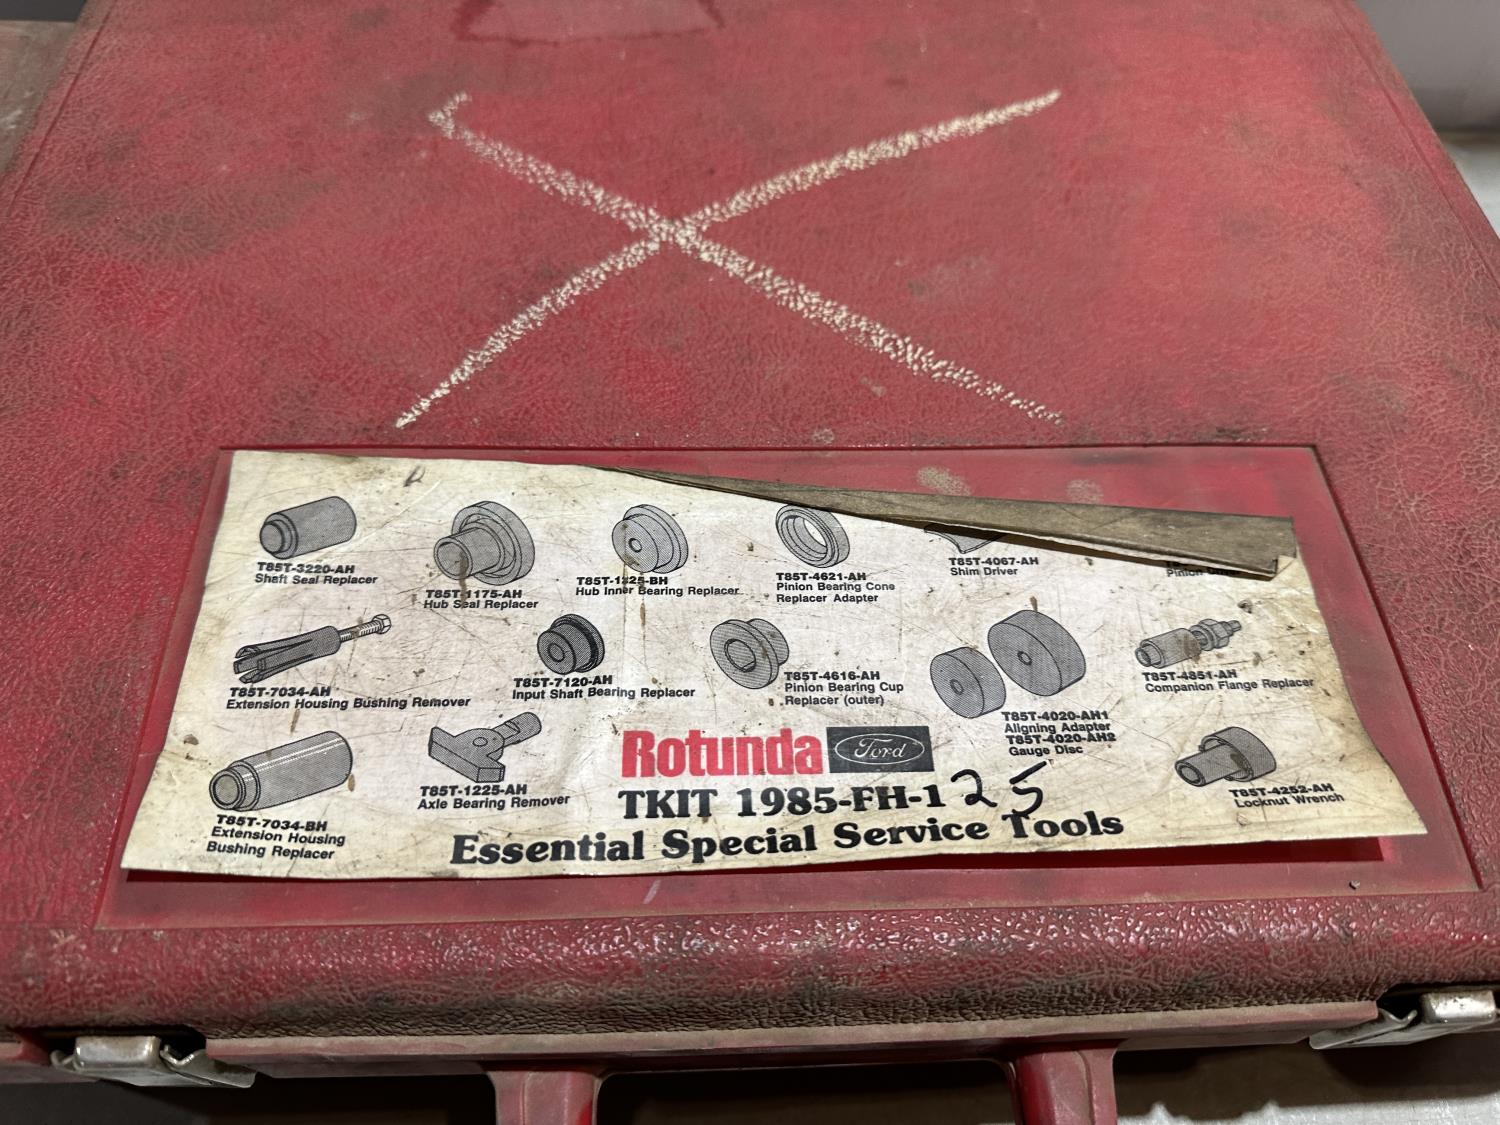 T85T-3220-AH
Shaft Seal Replacer
T85T-1175-AH
Hub Seal Replacer
T85T-1225-BH
Hub Inner Bearing Replacer
T85T-4621-AH
Pinion Bearing Cone
Replacer Adapter
T85T-4067-AH
Shim Driver
Pinion Driver
T85T-7034-AH
Extension Housing Bushing Remover
T85T-7120-AH
Input Shaft Bearing Replacer
T85T-4616-AH
Pinion Bearing Cup
Replacer (outer)
T85T-4020-AH1
Aligning Adapter
T85T-4020-AH2
Gauge Disc
T85T-4851-AH
Companion Flange Replacer
T85T-7034-BH
Extension Housing
Bushing Replacer
T85T-1225-AH
Axle Bearing Remover
T85T-4252-AH
Locknut Wrench
Rotunda Ford
TKIT 1985-FH-1 25
Essential Special Service Tools